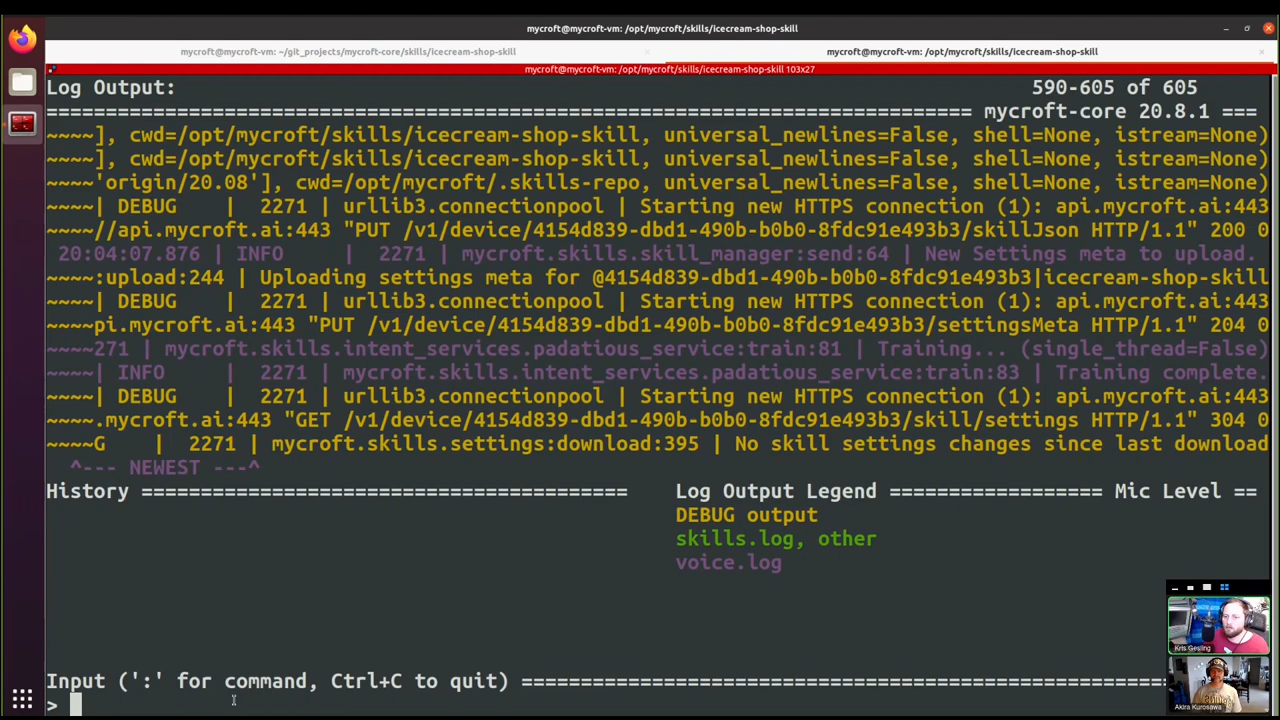 mycroft@mycroft-vm: /opt/mycroft/skills/icecream-shop-skill
mycroft@mycroft-vm: ~/git_projects/mycroft-core/skills/icecream-shop-skill
mycroft@mycroft-vm: /opt/mycroft/skills/icecream-shop-skill
mycroft@mycroft-vm: /opt/mycroft/skills/icecream-shop-skill 103x27
Log Output: 590-605 of 605
============================================================================== mycroft-core 20.8.1 ===
~~~~], cwd=/opt/mycroft/skills/icecream-shop-skill, universal_newlines=False, shell=None, istream=None)
~~~~], cwd=/opt/mycroft/skills/icecream-shop-skill, universal_newlines=False, shell=None, istream=None)
~~~~'origin/20.08'], cwd=/opt/mycroft/.skills-repo, universal_newlines=False, shell=None, istream=None)
~~~~| DEBUG    |  2271 | urllib3.connectionpool | Starting new HTTPS connection (1): api.mycroft.ai:443
~~~~//api.mycroft.ai:443 "PUT /v1/device/4154d839-dbd1-490b-b0b0-8fdc91e493b3/skillJson HTTP/1.1" 200 0
20:04:07.876 | INFO     |  2271 | mycroft.skills.skill_manager:send:64 | New Settings meta to upload.
~~~~:upload:244 | Uploading settings meta for @4154d839-dbd1-490b-b0b0-8fdc91e493b3|icecream-shop-skill
~~~~| DEBUG    |  2271 | urllib3.connectionpool | Starting new HTTPS connection (1): api.mycroft.ai:443
~~~~pi.mycroft.ai:443 "PUT /v1/device/4154d839-dbd1-490b-b0b0-8fdc91e493b3/settingsMeta HTTP/1.1" 204 0
~~~~271 | mycroft.skills.intent_services.padatious_service:train:81 | Training... (single_thread=False)
~~~~| INFO     |  2271 | mycroft.skills.intent_services.padatious_service:train:83 | Training complete.
~~~~| DEBUG    |  2271 | urllib3.connectionpool | Starting new HTTPS connection (1): api.mycroft.ai:443
~~~~.mycroft.ai:443 "GET /v1/device/4154d839-dbd1-490b-b0b0-8fdc91e493b3/skill/settings HTTP/1.1" 304 0
~~~~G    |  2271 | mycroft.skills.settings:download:395 | No skill settings changes since last download
^--- NEWEST ---^
History ========================================= Log Output Legend ================== Mic Level ==
DEBUG output
skills.log, other
voice.log
Kris Gesling
Akira Kurosawa
Input (':' for command, Ctrl+C to quit) ======================================================
>